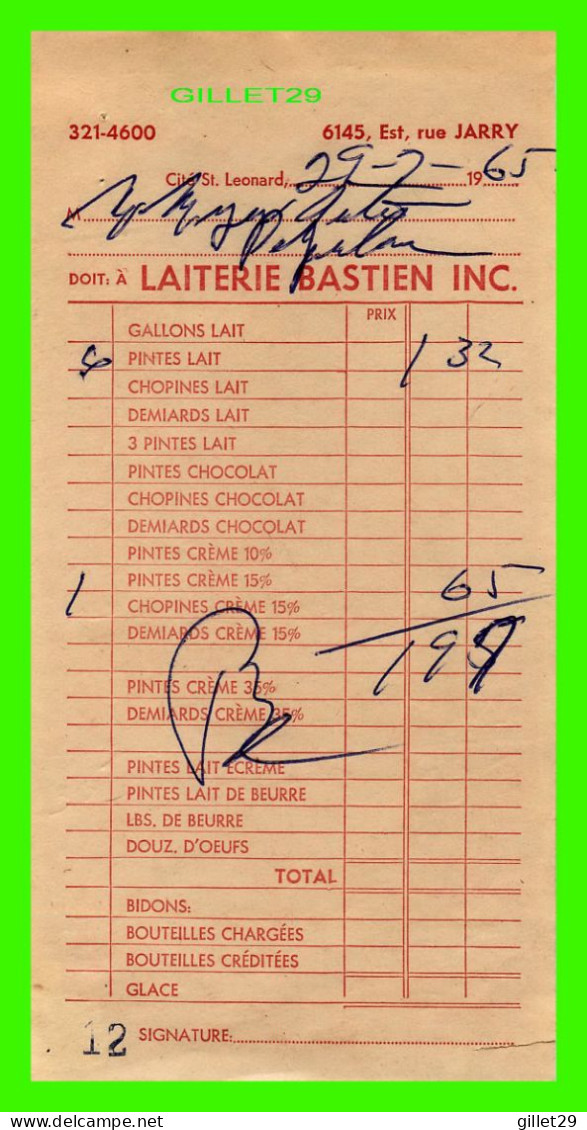 GILLET29
321-4600 6145, Est, rue JARRY
Cité St. Leonard, 29-7- 1965
M
DOIT: À LAITERIE BASTIEN INC.
PRIX
GALLONS LAIT
4 PINTES LAIT 1 32
CHOPINES LAIT
DEMIARDS LAIT
3 PINTES LAIT
PINTES CHOCOLAT
CHOPINES CHOCOLAT
DEMIARDS CHOCOLAT
PINTES CRÈME 10%
PINTES CRÈME 15%
1 CHOPINES CRÈME 15% 65
DEMIARDS CRÈME 15%
197
PINTES CRÈME 35%
DEMIARDS CRÈME 35%
PINTES LAIT ÉCRÉMÉ
PINTES LAIT DE BEURRE
LBS. DE BEURRE
DOUZ. D'OEUFS
TOTAL
BIDONS:
BOUTEILLES CHARGÉES
BOUTEILLES CRÉDITÉES
GLACE
12 SIGNATURE:
gillet29